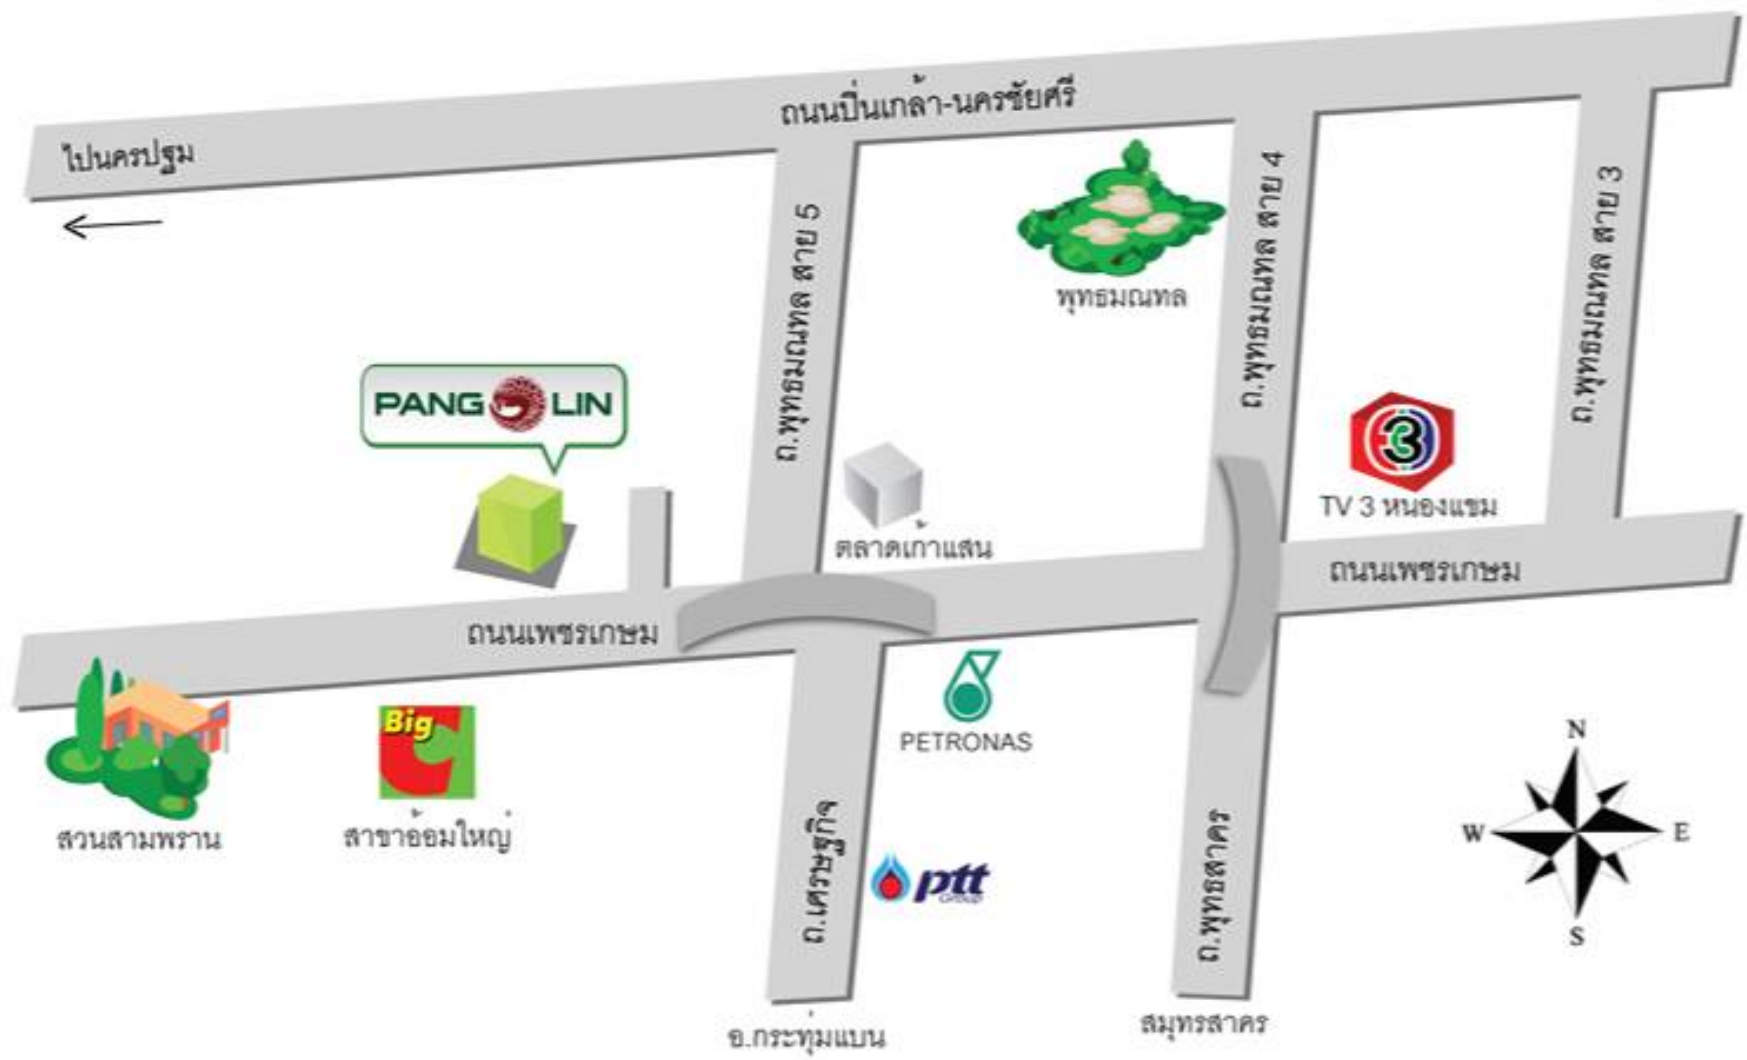 ถนนปิ่นเกล้า-นครชัยศรี
ไปนครปฐม
ถ.พุทธมณฑล สาย 5
พุทธมณฑล
ถ.พุทธมณฑล สาย 4
ถ.พุทธมณฑล สาย 3
PANGOLIN
3
TV 3 หนองแขม
ตลาดเก้าแสน
ถนนเพชรเกษม
ถนนเพชรเกษม
PETRONAS
Big
C
สวนสามพราน
สาขาอ้อมใหญ่
ถ.เศรษฐกิจ
ptt
Group
ถ.พุทธสาคร
N
W
E
S
อ.กระทุ่มแบน
สมุทรสาคร